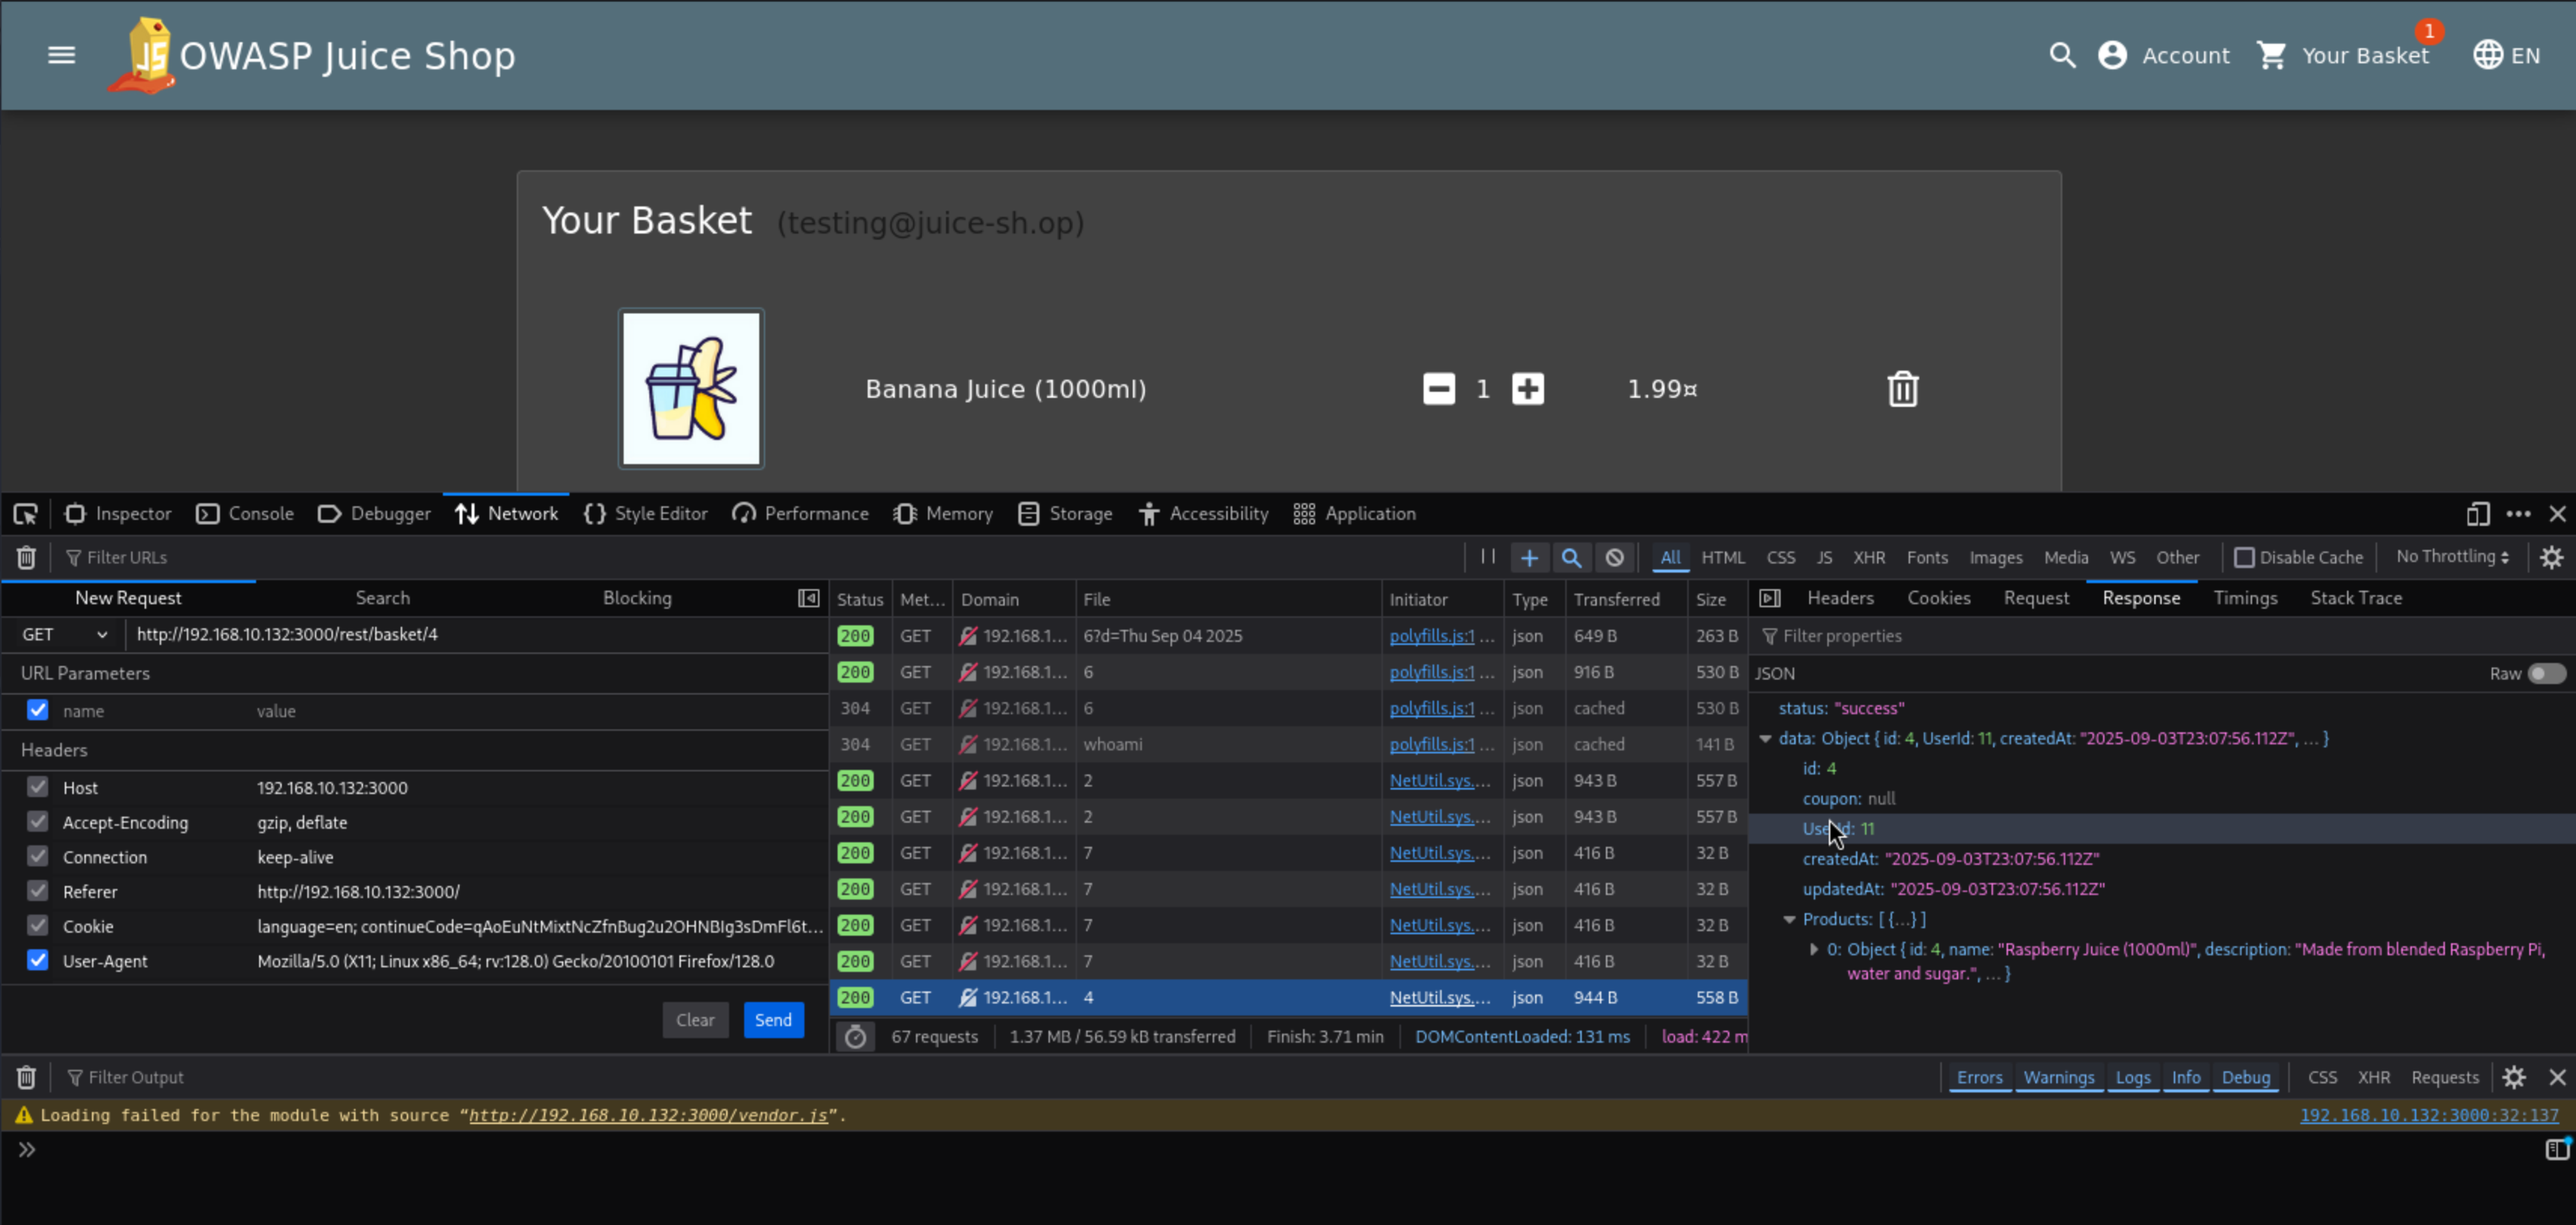 OWASP Juice Shop Account Your Basket 1 EN
Your Basket (testing@juice-sh.op)
Banana Juice (1000ml) 1 1.99¤
Inspector Console Debugger Network Style Editor Performance Memory Storage Accessibility Application
Filter URLs All HTML CSS JS XHR Fonts Images Media WS Other Disable Cache No Throttling
New Request Search Blocking
GET http://192.168.10.132:3000/rest/basket/4
URL Parameters
name value
Headers
Host 192.168.10.132:3000
Accept-Encoding gzip, deflate
Connection keep-alive
Referer http://192.168.10.132:3000/
Cookie language=en; continueCode=qAoEuNtMixtNcZfnBug2u2OHNBIg3sDmFl6t...
User-Agent Mozilla/5.0 (X11; Linux x86_64; rv:128.0) Gecko/20100101 Firefox/128.0
Clear Send
Status Met... Domain File Initiator Type Transferred Size
200 GET 192.168.1... 6?d=Thu Sep 04 2025 polyfills.js:1 ... json 649 B 263 B
200 GET 192.168.1... 6 polyfills.js:1 ... json 916 B 530 B
304 GET 192.168.1... 6 polyfills.js:1 ... json cached 530 B
304 GET 192.168.1... whoami polyfills.js:1 ... json cached 141 B
200 GET 192.168.1... 2 NetUtil.sys.... json 943 B 557 B
200 GET 192.168.1... 2 NetUtil.sys.... json 943 B 557 B
200 GET 192.168.1... 7 NetUtil.sys.... json 416 B 32 B
200 GET 192.168.1... 7 NetUtil.sys.... json 416 B 32 B
200 GET 192.168.1... 7 NetUtil.sys.... json 416 B 32 B
200 GET 192.168.1... 7 NetUtil.sys.... json 416 B 32 B
200 GET 192.168.1... 4 NetUtil.sys.... json 944 B 558 B
67 requests 1.37 MB / 56.59 kB transferred Finish: 3.71 min DOMContentLoaded: 131 ms load: 422 m
Headers Cookies Request Response Timings Stack Trace
Filter properties
JSON Raw
status: "success"
data: Object { id: 4, UserId: 11, createdAt: "2025-09-03T23:07:56.112Z", ... }
id: 4
coupon: null
UserId: 11
createdAt: "2025-09-03T23:07:56.112Z"
updatedAt: "2025-09-03T23:07:56.112Z"
Products: [ {...} ]
0: Object { id: 4, name: "Raspberry Juice (1000ml)", description: "Made from blended Raspberry Pi,
water and sugar.", ... }
Filter Output Errors Warnings Logs Info Debug CSS XHR Requests
Loading failed for the module with source “http://192.168.10.132:3000/vendor.js”. 192.168.10.132:3000:32:137